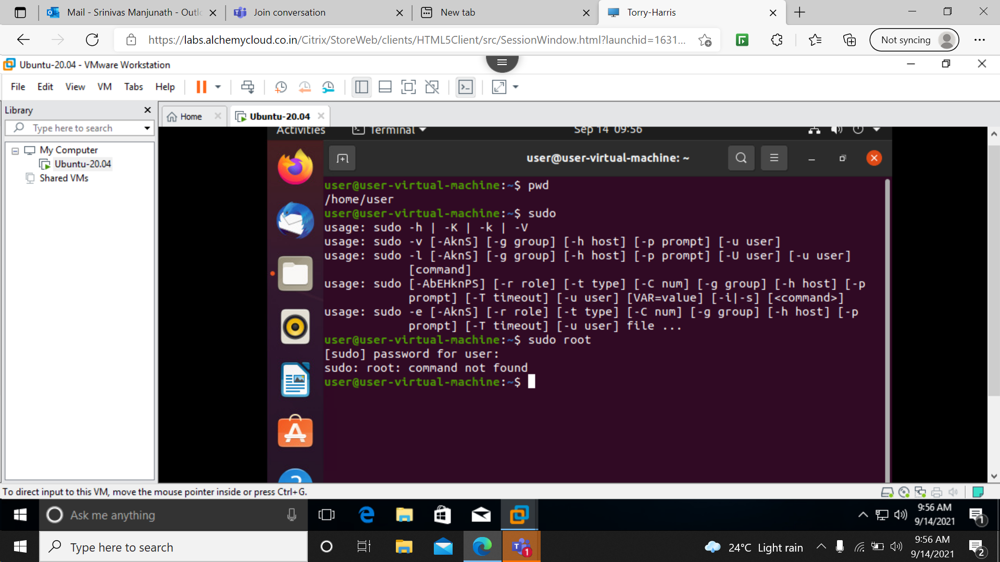 Mail - Srinivas Manjunath - Outlo
Join conversation
New tab
Torry-Harris
https://labs.alchemycloud.co.in/Citrix/StoreWeb/clients/HTML5Client/src/SessionWindow.html?launchid=1631...
Not syncing
Ubuntu-20.04 - VMware Workstation
File Edit View VM Tabs Help
Library
Home
Ubuntu-20.04
Type here to search
My Computer
Ubuntu-20.04
Shared VMs
Activities
Terminal
Sep 14 09:56
user@user-virtual-machine: ~
user@user-virtual-machine:~$ pwd
/home/user
user@user-virtual-machine:~$ sudo
usage: sudo -h | -K | -k | -V
usage: sudo -v [-AknS] [-g group] [-h host] [-p prompt] [-u user]
usage: sudo -l [-AknS] [-g group] [-h host] [-p prompt] [-U user] [-u user]
[command]
usage: sudo [-AbEHknPS] [-r role] [-t type] [-C num] [-g group] [-h host] [-p
prompt] [-T timeout] [-u user] [VAR=value] [-i|-s] [<command>]
usage: sudo -e [-AknS] [-r role] [-t type] [-C num] [-g group] [-h host] [-p
prompt] [-T timeout] [-u user] file ...
user@user-virtual-machine:~$ sudo root
[sudo] password for user:
sudo: root: command not found
user@user-virtual-machine:~$
To direct input to this VM, move the mouse pointer inside or press Ctrl+G.
Ask me anything
9:56 AM
9/14/2021
1
Type here to search
1
24°C Light rain
9:56 AM
9/14/2021
2